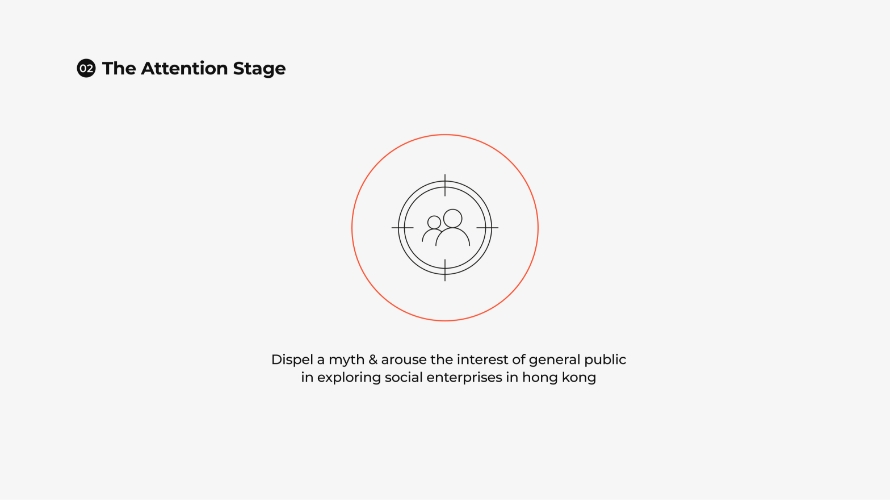 02 The Attention Stage
Dispel a myth & arouse the interest of general public
in exploring social enterprises in hong kong